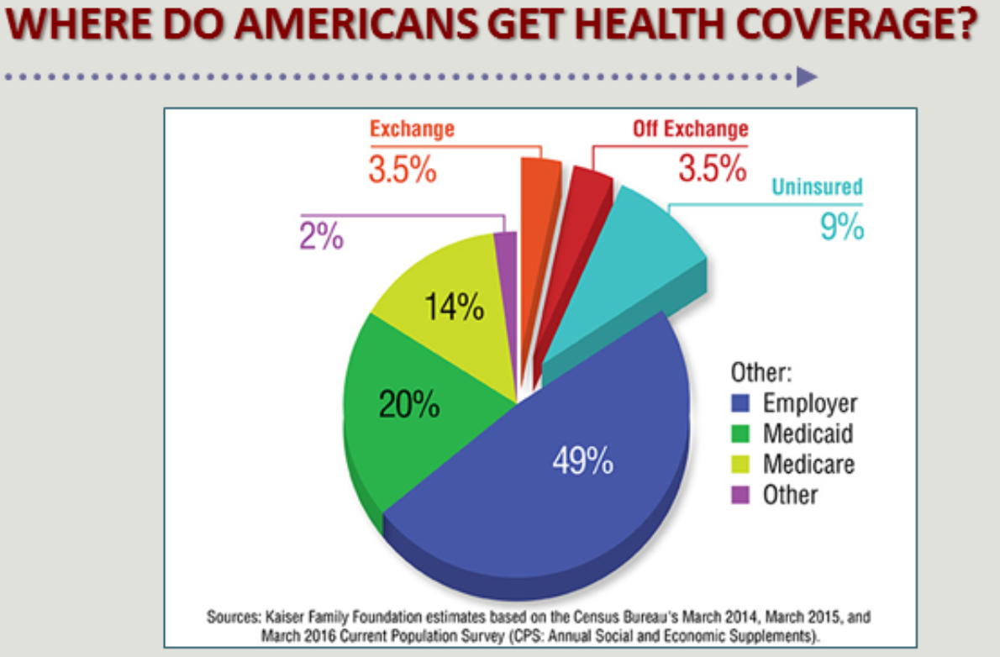 WHERE DO AMERICANS GET HEALTH COVERAGE?
Exchange
3.5%
Off Exchange
3.5%
Uninsured
9%
2%
14%
20%
49%
Other:
Employer
Medicaid
Medicare
Other
Sources: Kaiser Family Foundation estimates based on the Census Bureau's March 2014, March 2015, and
March 2016 Current Population Survey (CPS: Annual Social and Economic Supplements).